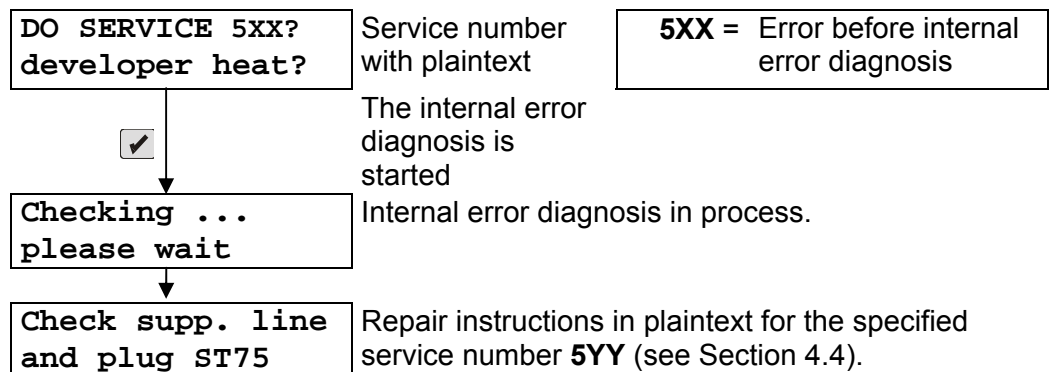 DO SERVICE 5XX?
developer heat?
Service number
with plaintext
5XX = Error before internal
error diagnosis
The internal error
diagnosis is
started
Checking ...
please wait
Internal error diagnosis in process.
Check supp. line
and plug ST75
Repair instructions in plaintext for the specified
service number 5YY (see Section 4.4).